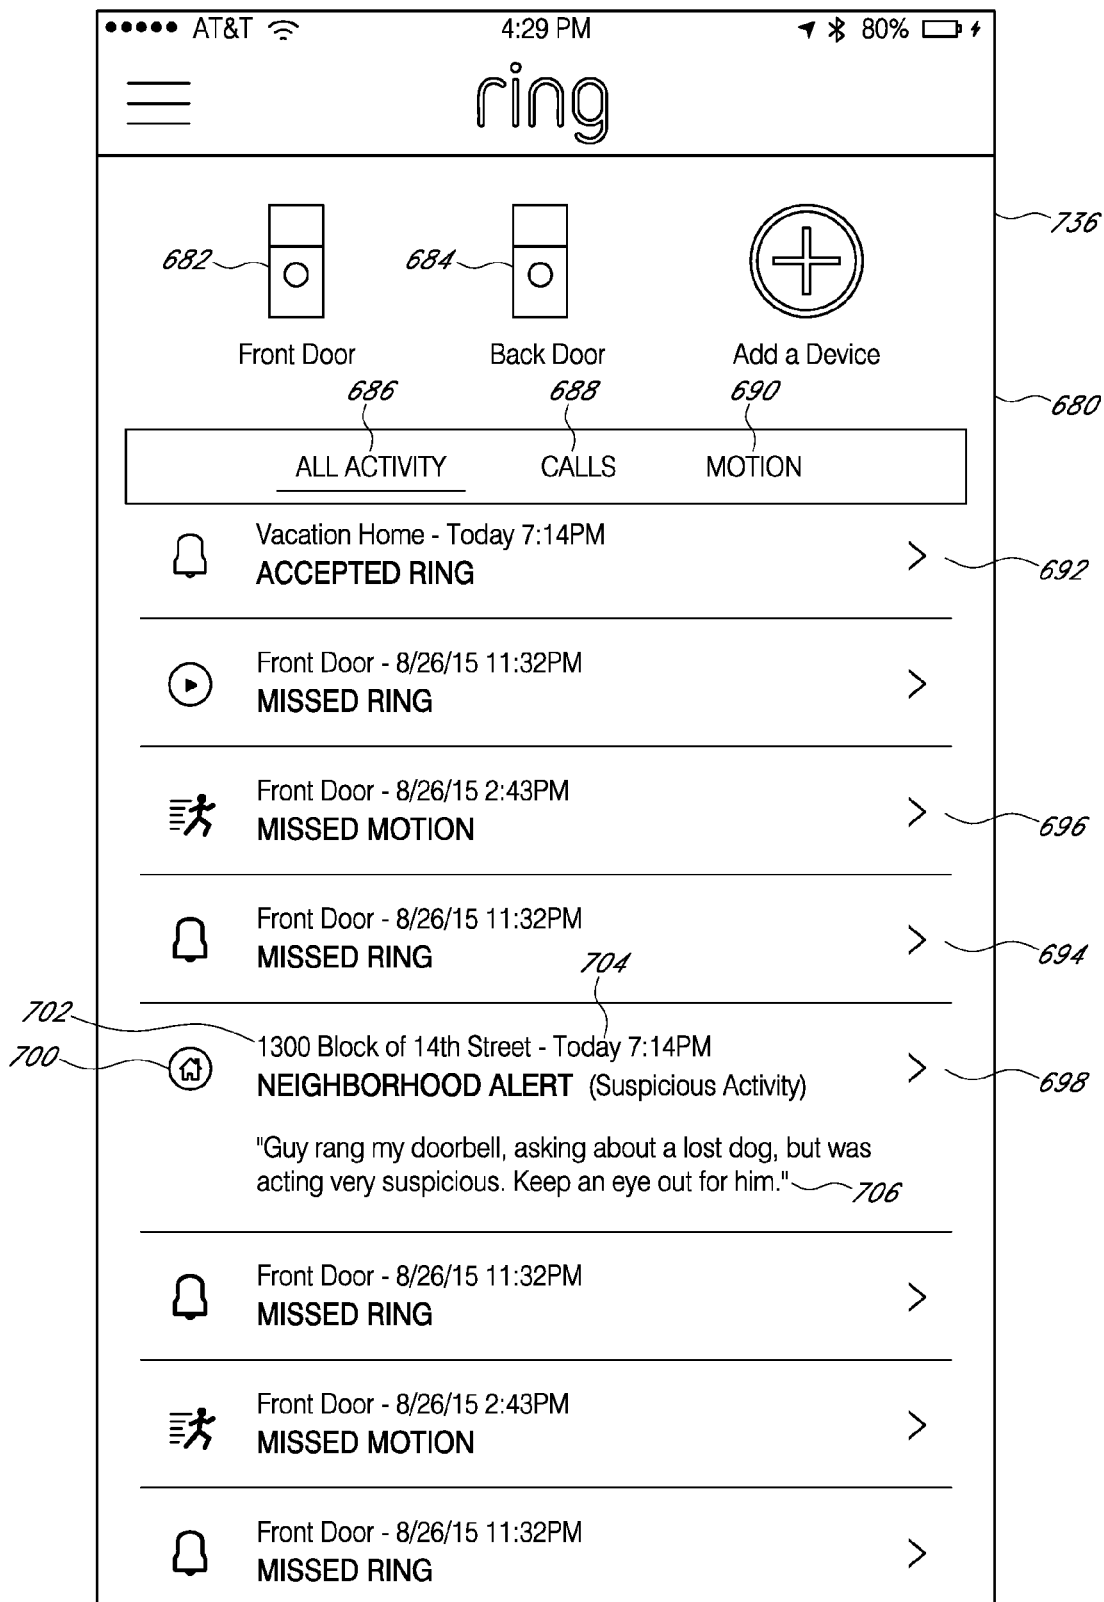 AT&T 4:29 PM 80%
ring
736
682 684
Front Door Back Door Add a Device
686 688 690
680
ALL ACTIVITY CALLS MOTION
Vacation Home - Today 7:14PM
ACCEPTED RING
692
Front Door - 8/26/15 11:32PM
MISSED RING
Front Door - 8/26/15 2:43PM
MISSED MOTION
696
Front Door - 8/26/15 11:32PM
MISSED RING
694
704
702
1300 Block of 14th Street - Today 7:14PM
700
NEIGHBORHOOD ALERT (Suspicious Activity)
698
"Guy rang my doorbell, asking about a lost dog, but was
acting very suspicious. Keep an eye out for him."
706
Front Door - 8/26/15 11:32PM
MISSED RING
Front Door - 8/26/15 2:43PM
MISSED MOTION
Front Door - 8/26/15 11:32PM
MISSED RING